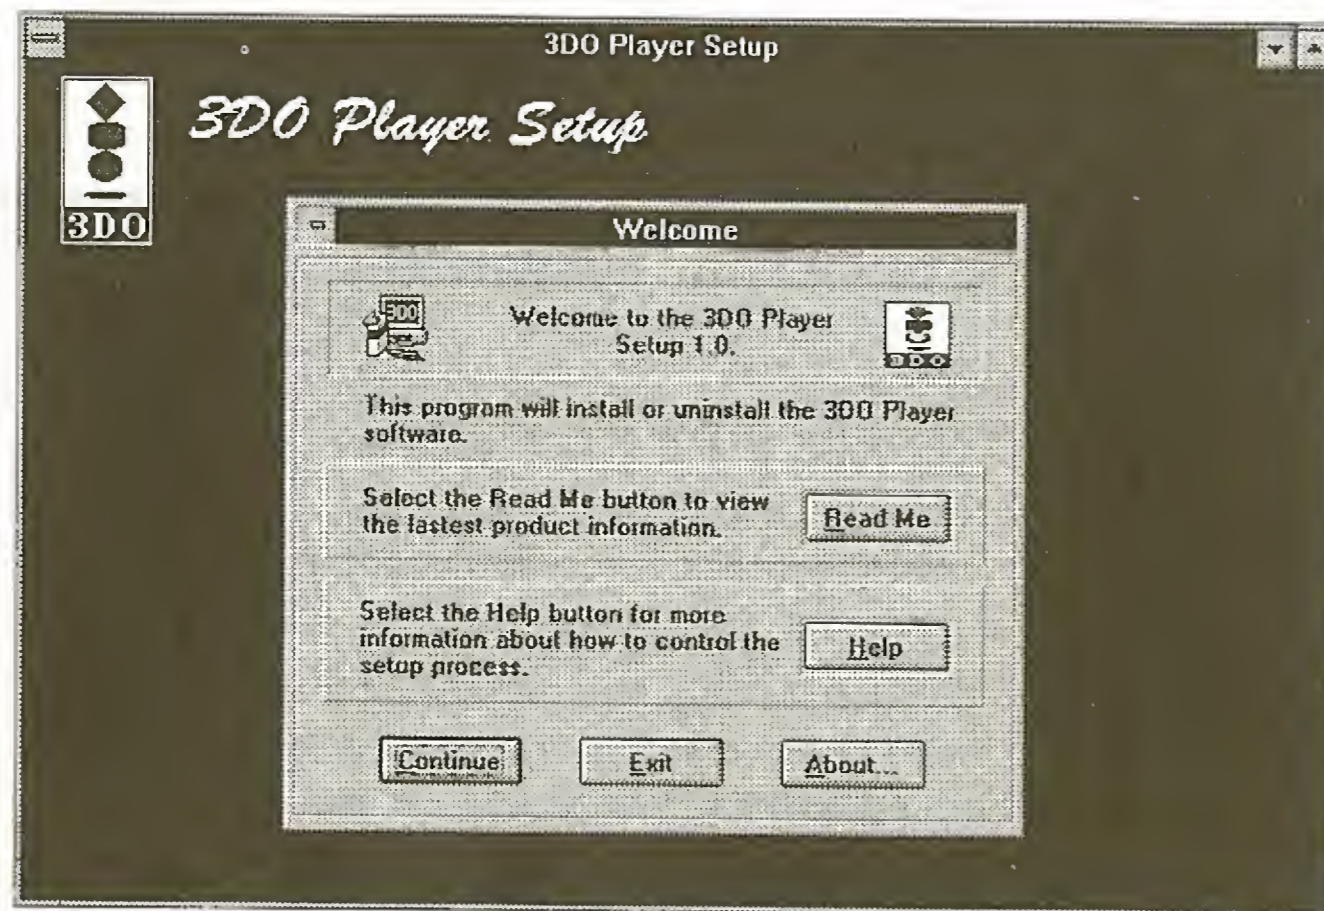 3DO Player Setup
3DO Player Setup
3DO
Welcome
3DO
Welcome to the 3DO Player
Setup 1.0.
3DO
This program will install or uninstall the 3DO Player
software.
Select the Read Me button to view
the lastest product information.
Read Me
Select the Help button for more
information about how to control the
setup process.
Help
Continue
Exit
About...